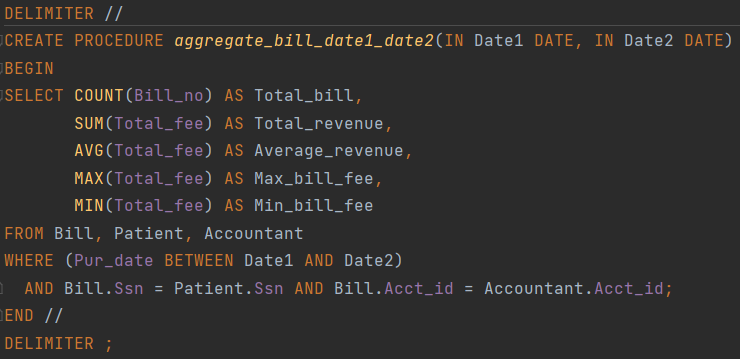 DELIMITER //
CREATE PROCEDURE aggregate_bill_date1_date2(IN Date1 DATE, IN Date2 DATE)
BEGIN
SELECT COUNT(Bill_no) AS Total_bill,
       SUM(Total_fee) AS Total_revenue,
       AVG(Total_fee) AS Average_revenue,
       MAX(Total_fee) AS Max_bill_fee,
       MIN(Total_fee) AS Min_bill_fee
FROM Bill, Patient, Accountant
WHERE (Pur_date BETWEEN Date1 AND Date2)
  AND Bill.Ssn = Patient.Ssn AND Bill.Acct_id = Accountant.Acct_id;
END //
DELIMITER ;